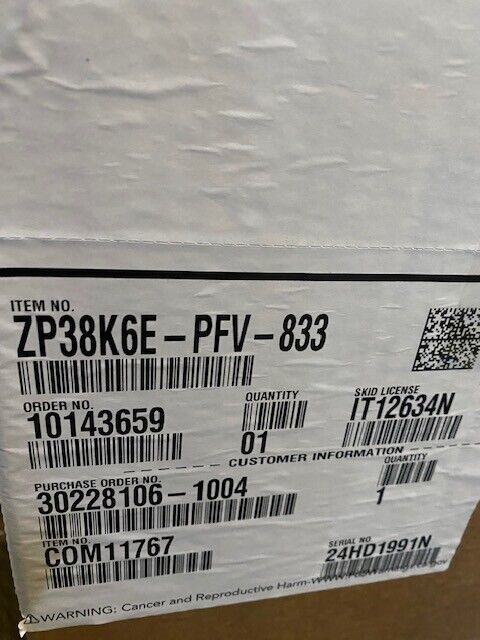 ITEM NO.
ZP38K6E-PFV-833
ORDER NO.
10143659
QUANTITY
01
SKID LICENSE
IT12634N
CUSTOMER INFORMATION
PURCHASE ORDER NO.
30228106-1004
QUANTITY
1
ITEM NO.
COM11767
SERIAL NO.
24HD1991N
⚠WARNING: Cancer and Reproductive Harm-